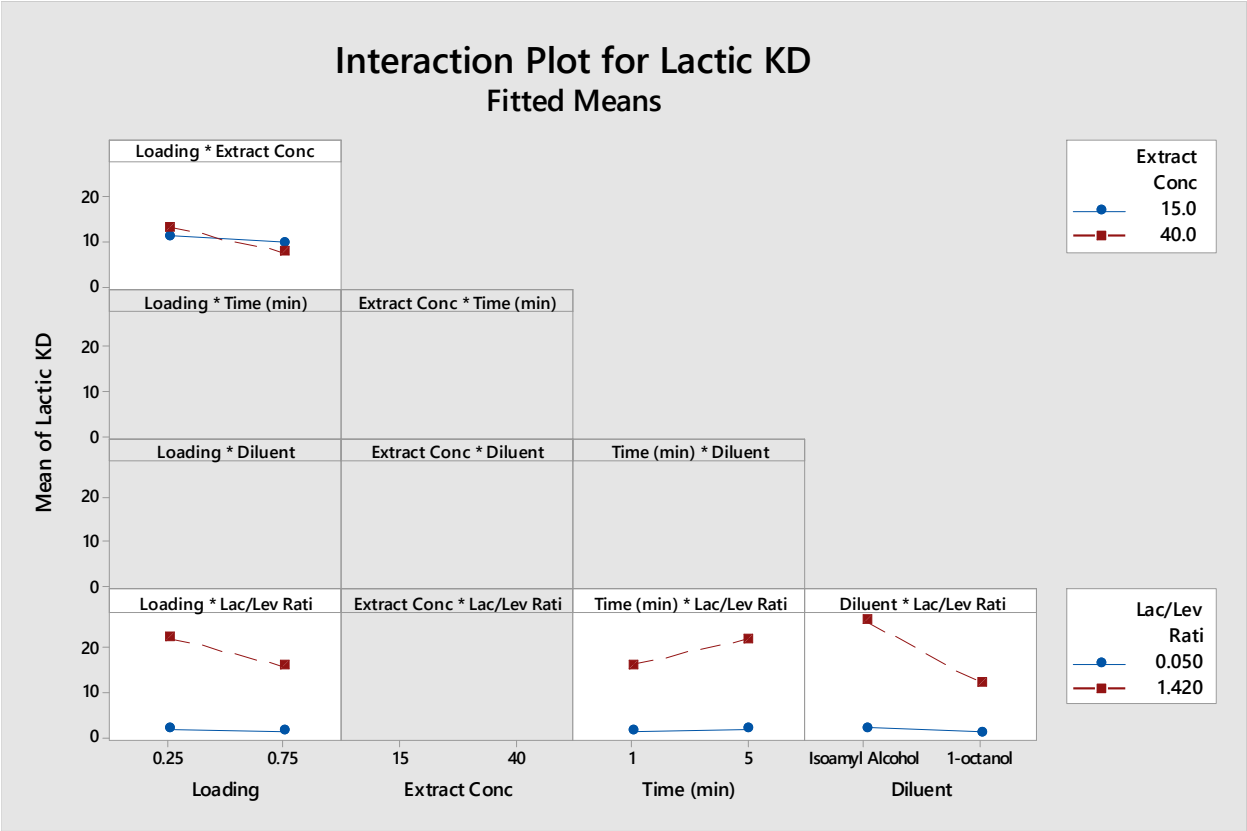 Interaction Plot for Lactic KD
Fitted Means
Mean of Lactic KD
Loading * Extract Conc
20
10
0
Extract
Conc
15.0
40.0
Loading * Time (min)
Extract Conc * Time (min)
20
10
0
Loading * Diluent
Extract Conc * Diluent
Time (min) * Diluent
20
10
0
Loading * Lac/Lev Rati
Extract Conc * Lac/Lev Rati
Time (min) * Lac/Lev Rati
Diluent * Lac/Lev Rati
20
10
0
Lac/Lev
Rati
0.050
1.420
0.25 0.75
15 40
1 5
Isoamyl Alcohol 1-octanol
Loading
Extract Conc
Time (min)
Diluent